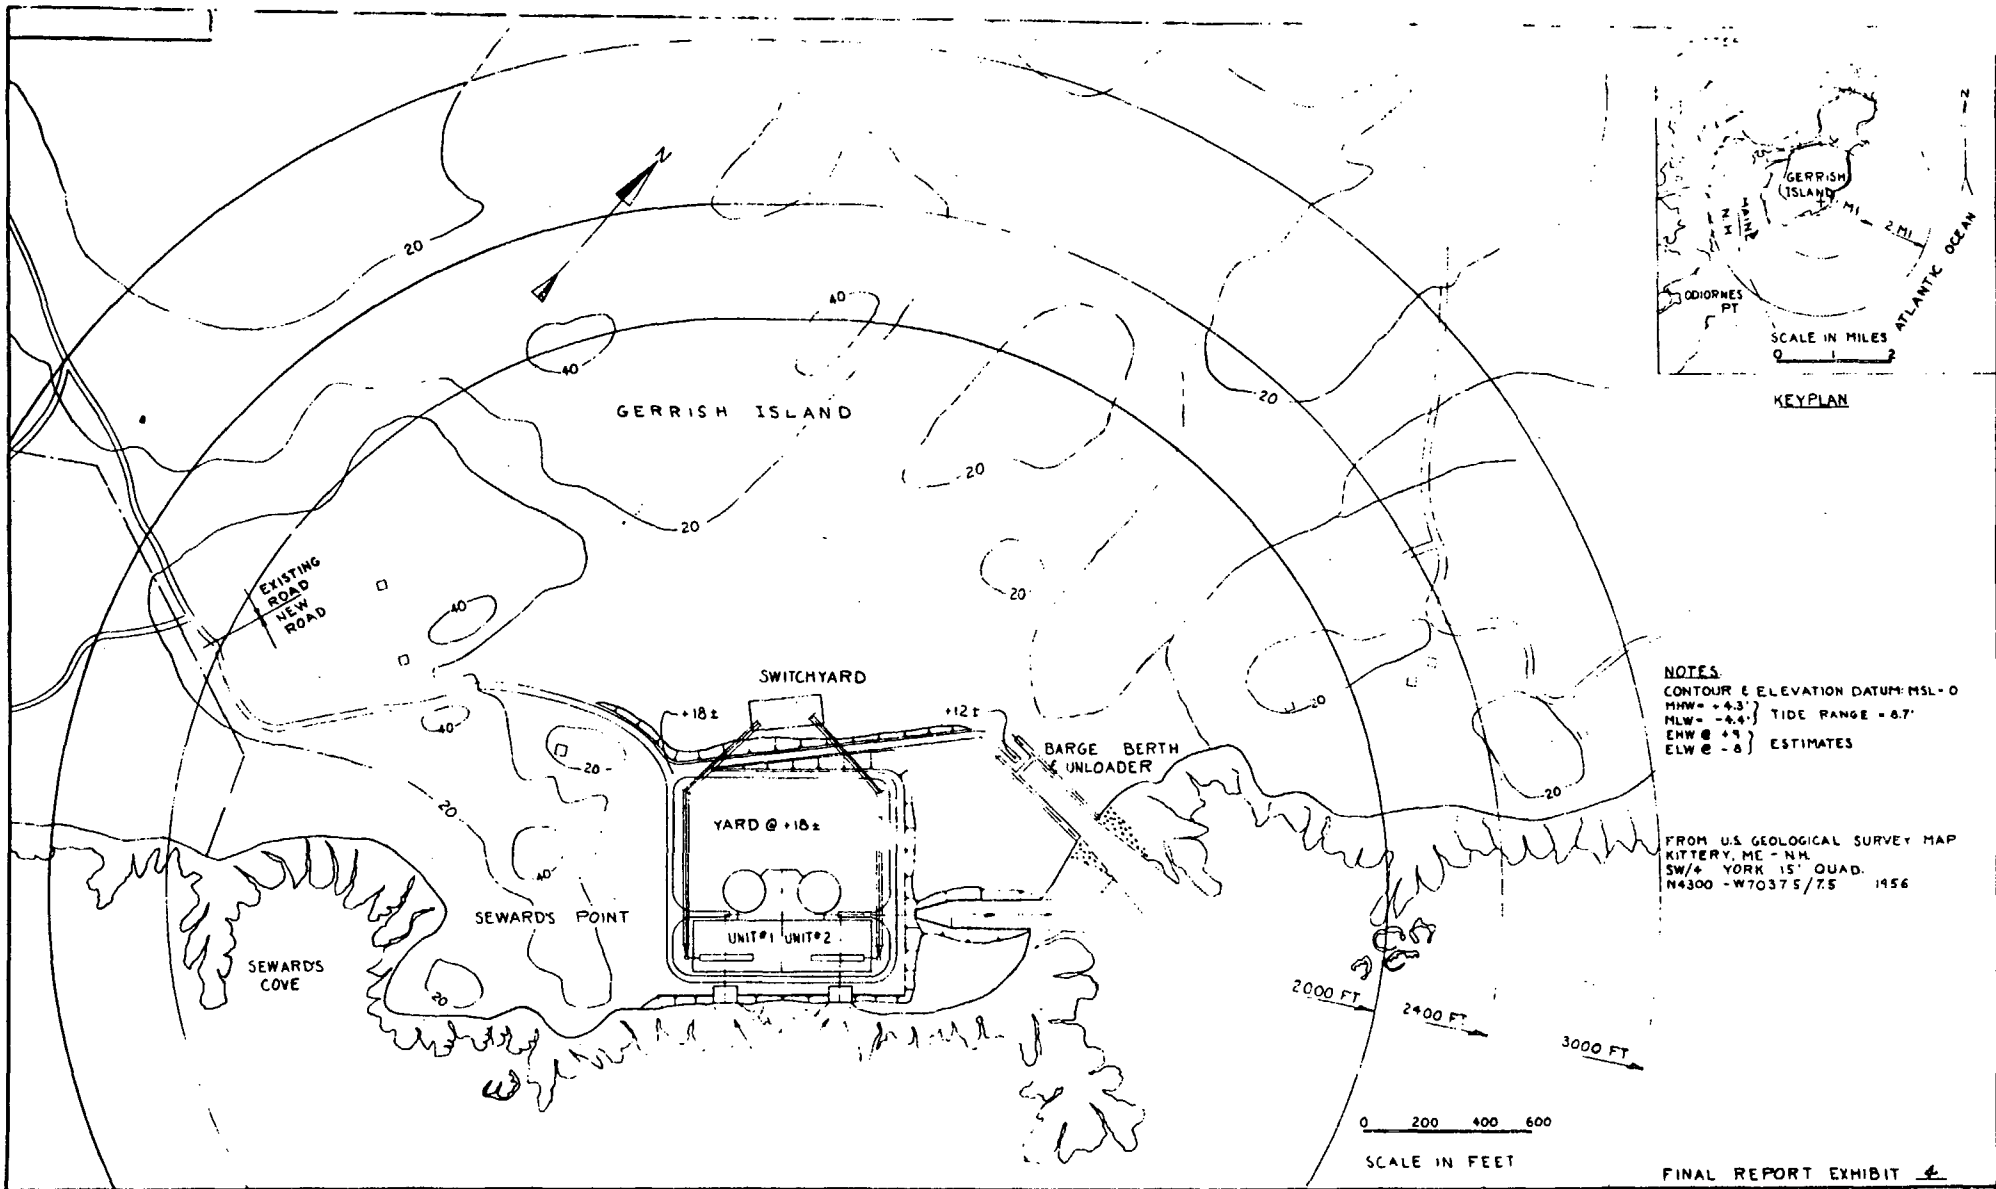 N
20
40
40
GERRISH ISLAND
20
20
20
20
EXISTING
ROAD
NEW
ROAD
40
40
20
20
40
20
20
20
SWITCHYARD
+18±
+12±
BARGE BERTH
& UNLOADER
YARD @ +18±
UNIT#1 UNIT#2
SEWARD'S POINT
SEWARD'S
COVE
2000 FT
2400 FT
3000 FT
0 200 400 600
SCALE IN FEET
N
GERRISH
ISLAND
1 MI
2 MI
MAINE
N.H
ODIORNES
PT
ATLANTIC OCEAN
SCALE IN MILES
0 1 2
KEYPLAN
NOTES
CONTOUR & ELEVATION DATUM: MSL-0
MHW= +4.3'
MLW= -4.4'
TIDE RANGE = 8.7'
EHW @ +9
ELW @ -8
ESTIMATES
FROM U.S. GEOLOGICAL SURVEY MAP
KITTERY, ME - N.H.
SW/4 YORK 15' QUAD.
N4300 - W70375/7.5 1956
FINAL REPORT EXHIBIT 4